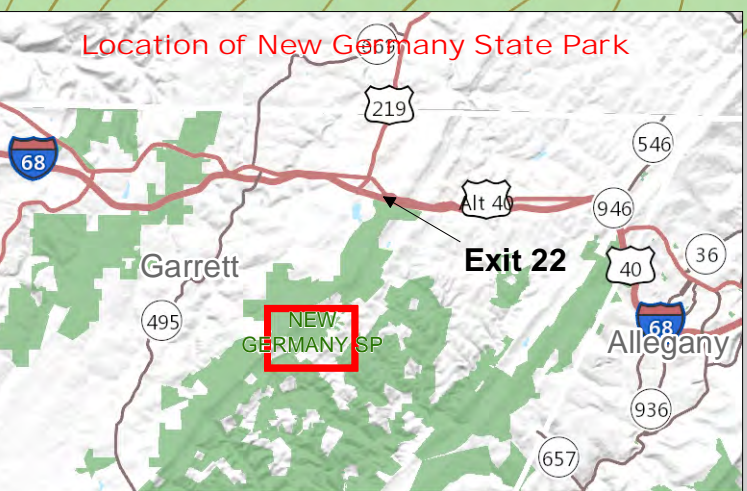 Location of New Germany State Park
669
219
546
68
Alt 40
946
Exit 22
36
Garrett
40
495
NEW
GERMANY SP
68
Allegany
936
657